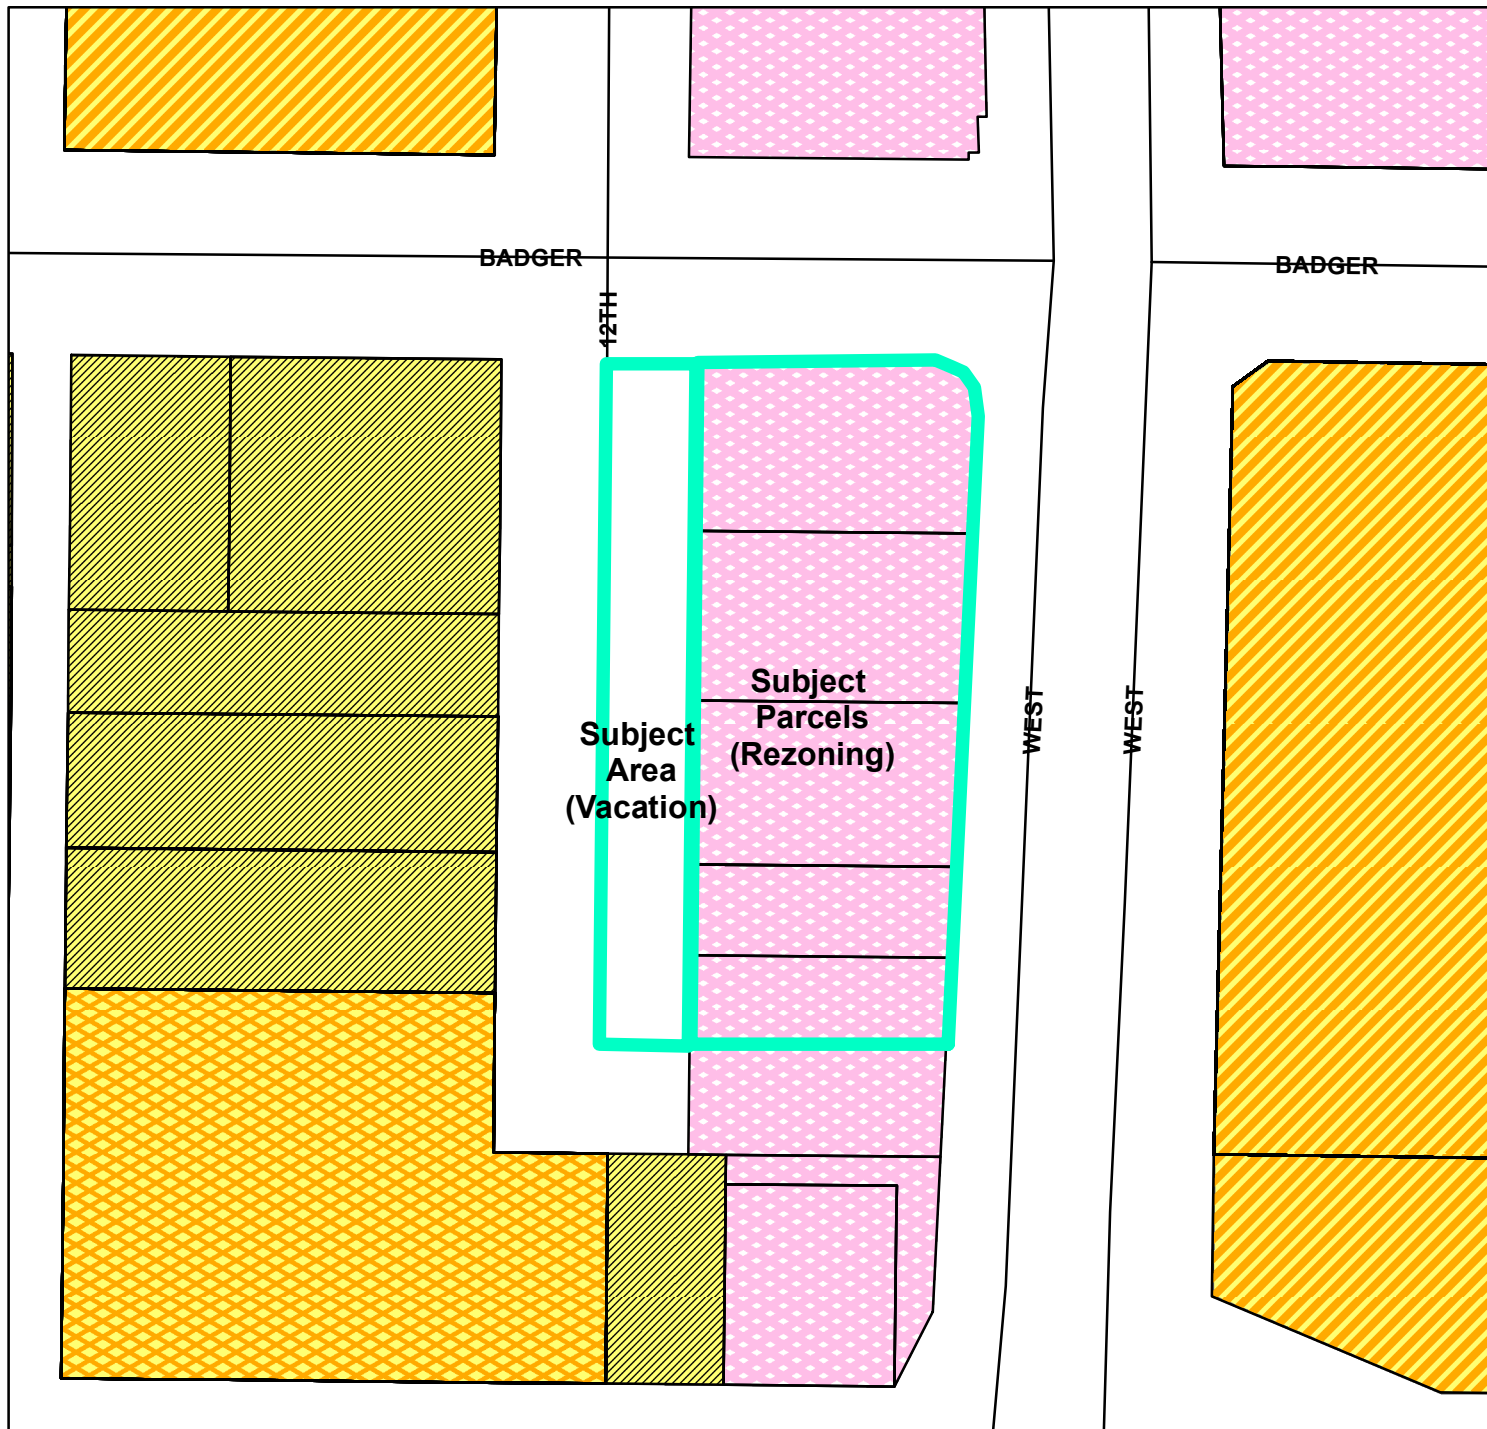 BADGER
BADGER
12TH
Subject
Parcels
(Rezoning)
Subject
Area
(Vacation)
WEST
WEST